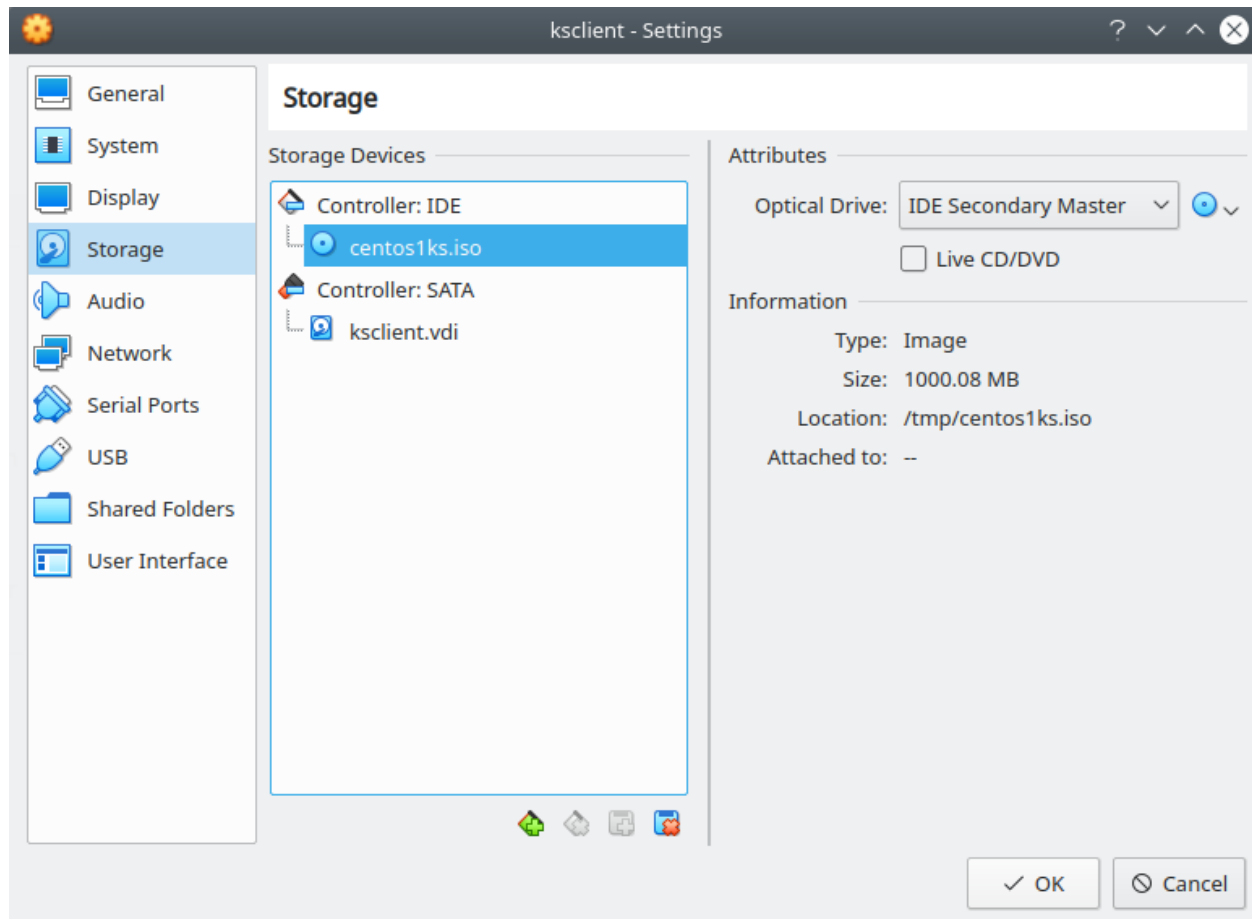 ksclient - Settings
General
System
Display
Storage
Audio
Network
Serial Ports
USB
Shared Folders
User Interface
Storage
Storage Devices
Controller: IDE
centos1ks.iso
Controller: SATA
ksclient.vdi
Attributes
Optical Drive: IDE Secondary Master
Live CD/DVD
Information
Type: Image
Size: 1000.08 MB
Location: /tmp/centos1ks.iso
Attached to: --
OK Cancel